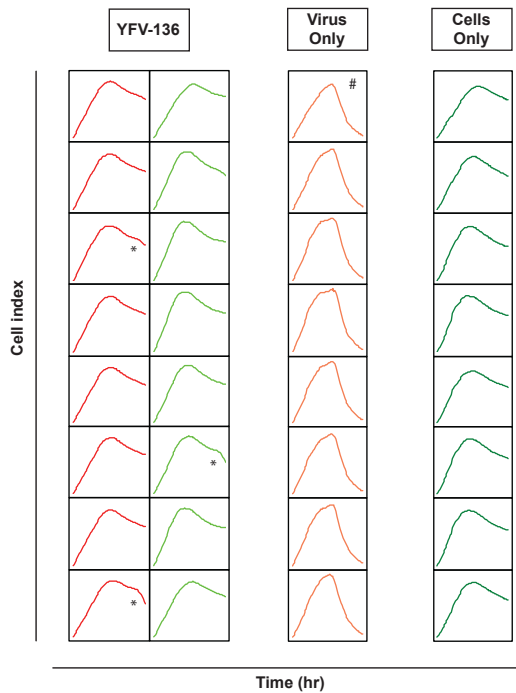 YFV-136
Virus
Only
Cells
Only
#
*
*
*
Cell index
Time (hr)